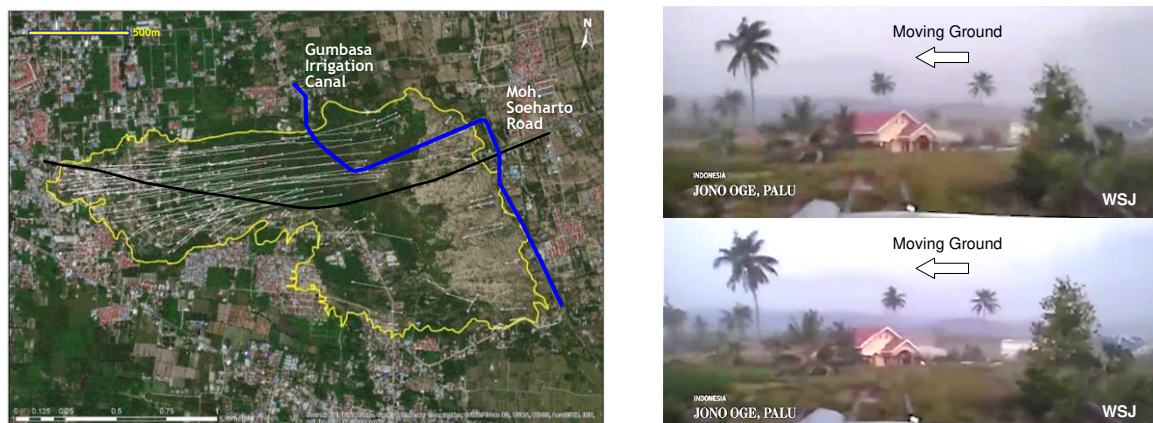 500m
N
Gumbasa
Irrigation
Canal
Moh.
Soeharto
Road
0 0.125 0.25 0.5 0.75 1
Moving Ground
INDONESIA
JONO OGE, PALU
WSJ
Moving Ground
INDONESIA
JONO OGE, PALU
WSJ